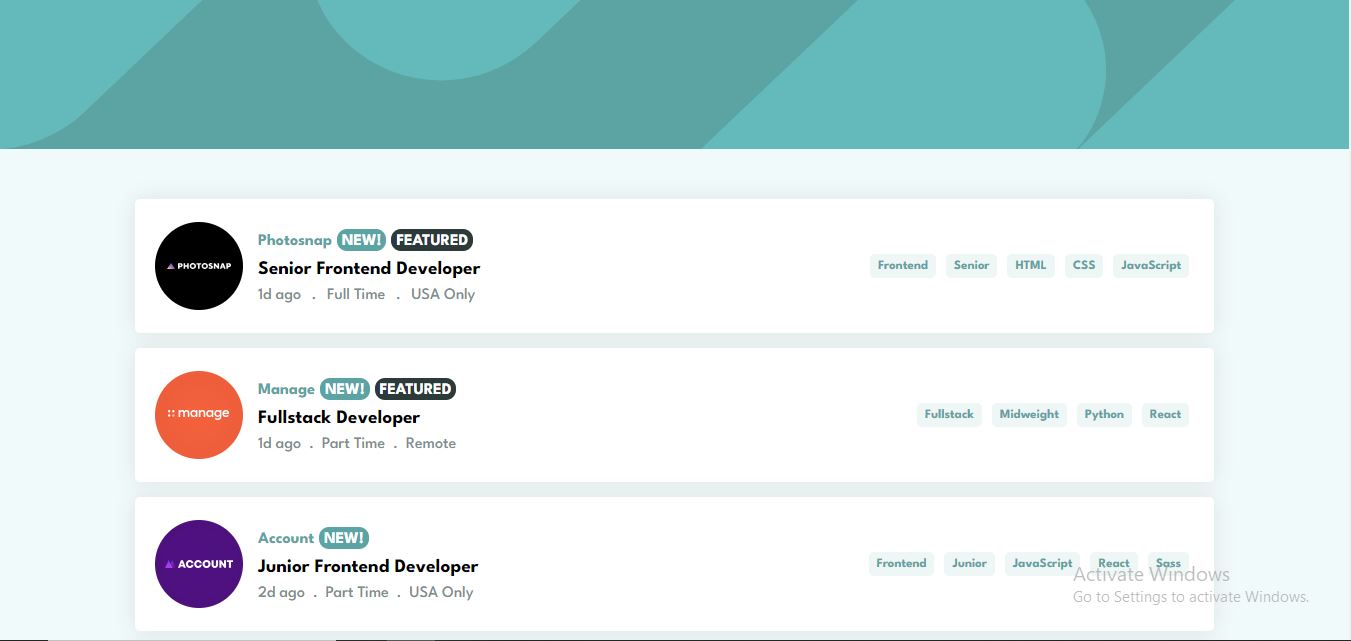 PHOTOSNAP
Photosnap NEW! FEATURED
Senior Frontend Developer
1d ago . Full Time . USA Only
Frontend Senior HTML CSS JavaScript
manage
Manage NEW! FEATURED
Fullstack Developer
1d ago . Part Time . Remote
Fullstack Midweight Python React
ACCOUNT
Account NEW!
Junior Frontend Developer
2d ago . Part Time . USA Only
Frontend Junior JavaScript React Sass
Activate Windows
Go to Settings to activate Windows.